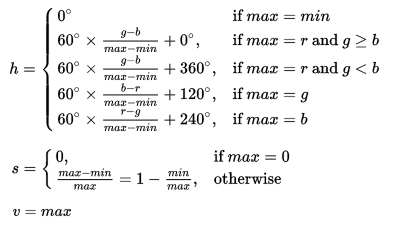 h = { 0°    if max = min
60° × (g−b)/(max−min) + 0°,    if max = r and g ≥ b
60° × (g−b)/(max−min) + 360°,    if max = r and g < b
60° × (b−r)/(max−min) + 120°,    if max = g
60° × (r−g)/(max−min) + 240°,    if max = b
s = { 0,    if max = 0
(max−min)/max = 1 − min/max,    otherwise
v = max